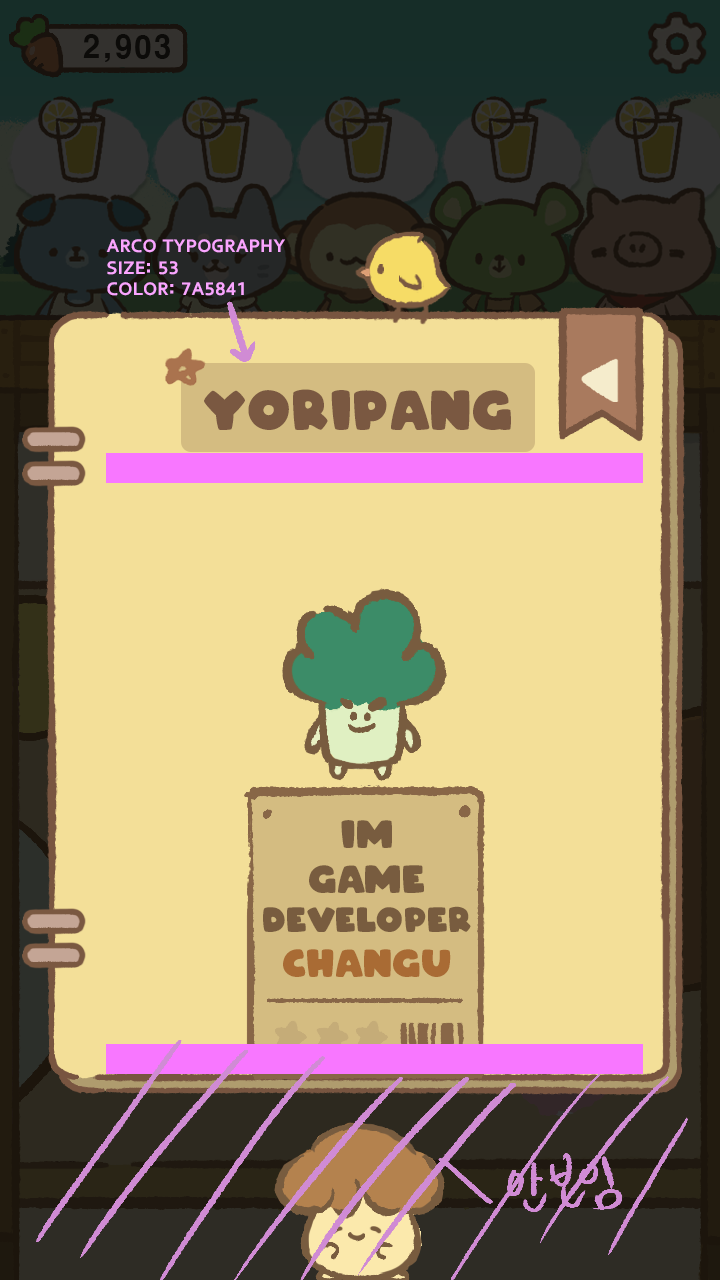 2,903
ARCO TYPOGRAPHY
SIZE: 53
COLOR: 7A5841
YORIPANG
IM
GAME
DEVELOPER
CHANGU
안보임